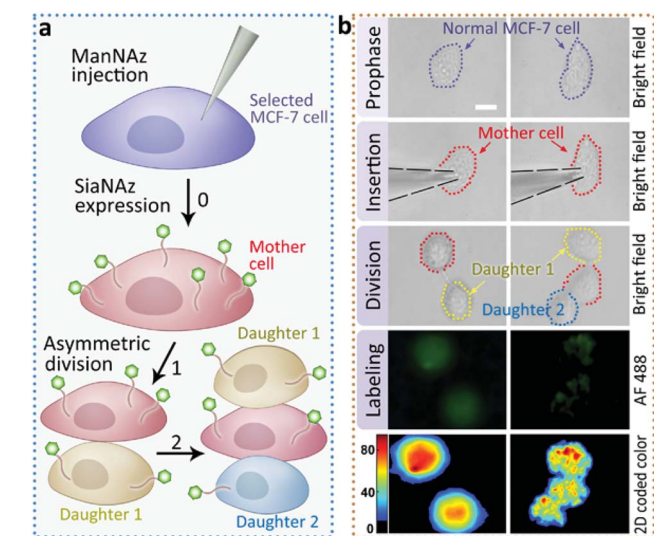 a
ManNAz
injection
Selected
MCF-7 cell
SiaNAz
expression
0
Mother
cell
Asymmetric
division
1
Daughter 1
2
Daughter 1
Daughter 2
b
Prophase
Normal MCF-7 cell
Bright field
Insertion
Mother cell
Bright field
Division
Daughter 1
Daughter 2
Bright field
Labeling
AF 488
80
40
0
2D coded color